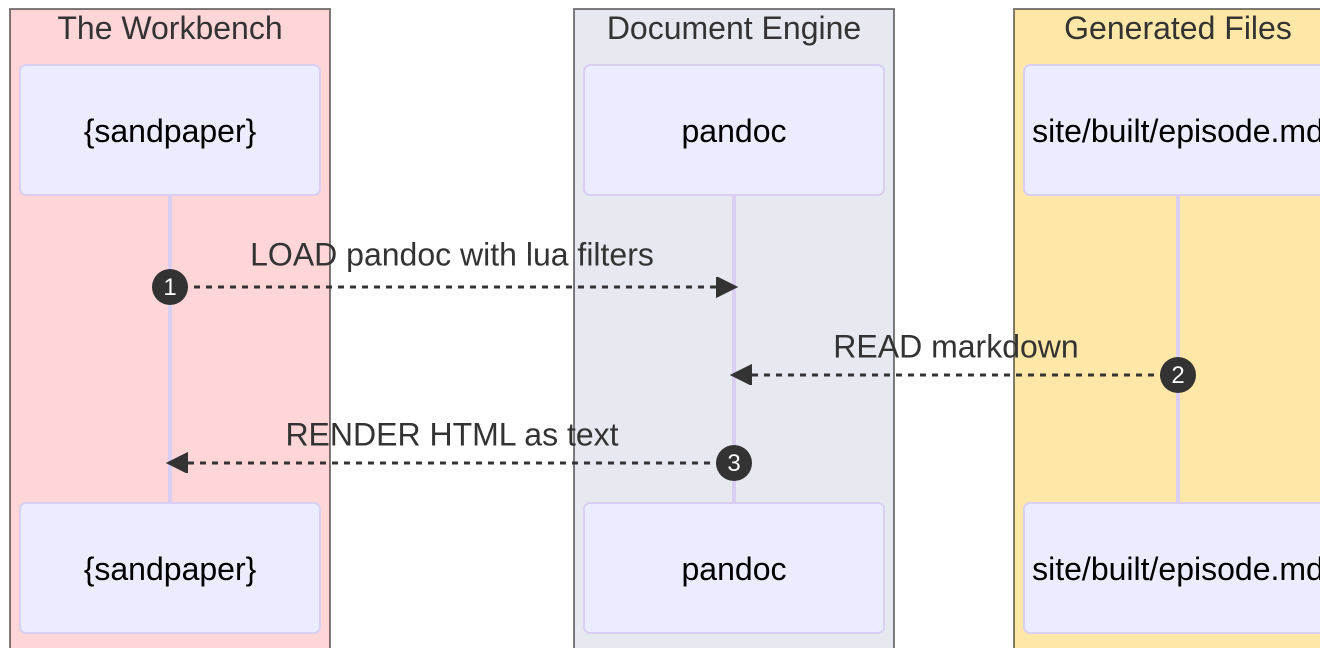 The Workbench
Document Engine
Generated Files
{sandpaper}
pandoc
site/built/episode.md
LOAD pandoc with lua filters
1
READ markdown
2
RENDER HTML as text
3
{sandpaper}
pandoc
site/built/episode.md